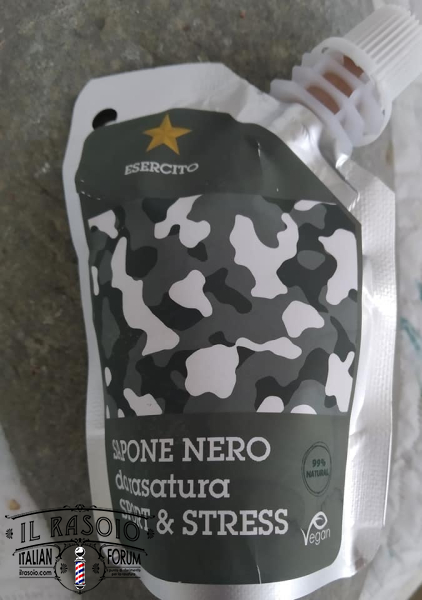 ESERCITO
SAPONE NERO
da rasatura
SPORT & STRESS
99%
NATURAL
Vegan
IL RASOIO
ITALIAN FORUM
ilrasoio.com